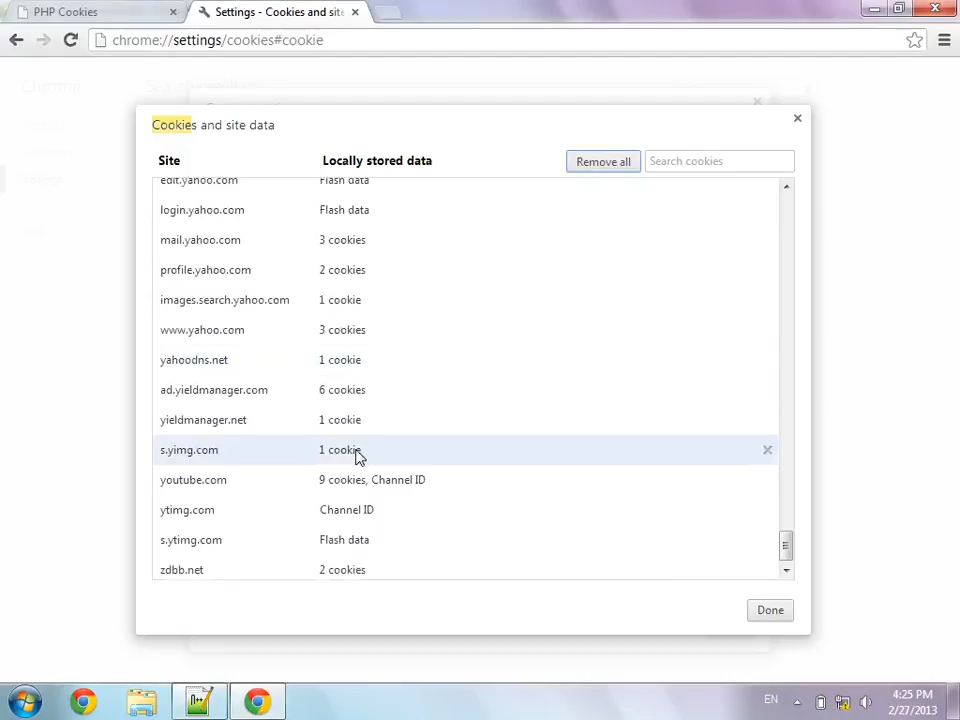 PHP Cookies
Settings - Cookies and site
chrome://settings/cookies#cookie
Cookies and site data
Site Locally stored data Remove all Search cookies
edit.yahoo.com Flash data
login.yahoo.com Flash data
mail.yahoo.com 3 cookies
profile.yahoo.com 2 cookies
images.search.yahoo.com 1 cookie
www.yahoo.com 3 cookies
yahoodns.net 1 cookie
ad.yieldmanager.com 6 cookies
yieldmanager.net 1 cookie
s.yimg.com 1 cookie
youtube.com 9 cookies, Channel ID
ytimg.com Channel ID
s.ytimg.com Flash data
zdbb.net 2 cookies
Done
EN
4:25 PM
2/27/2013